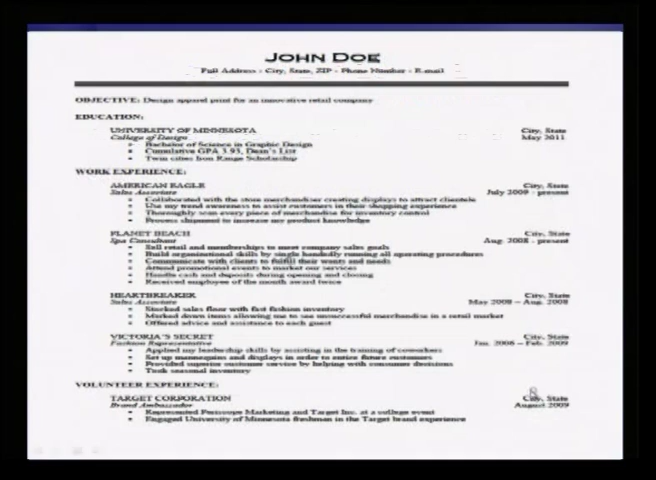 JOHN DOE
Full Address - City, State, ZIP - Phone Number - E-mail
OBJECTIVE: Design apparel print for an innovative retail company
EDUCATION:
UNIVERSITY OF MINNESOTA City, State
College of Design May 2011
• Bachelor of Science in Graphic Design
• Cumulative GPA 3.93, Dean's List
• Twin cities Iron Range Scholarship
WORK EXPERIENCE:
AMERICAN EAGLE City, State
Sales Associate July 2009 - present
• Collaborated with the store merchandiser creating displays to attract clientele
• Use my trend awareness to assist customers in their shopping experience
• Thoroughly scan every piece of merchandise for inventory control
• Process shipment to increase my product knowledge
PLANET BEACH City, State
Spa Consultant Aug. 2008 - present
• Sell retail and memberships to meet company sales goals
• Build organizational skills by single handedly running all operating procedures
• Communicate with clients to fulfill their wants and needs
• Attend promotional events to market our services
• Handle cash and deposits during opening and closing
• Received employee of the month award twice
HEARTBREAKER City, State
Sales Associate May 2008 – Aug. 2008
• Stocked sales floor with fast fashion inventory
• Marked down items allowing me to see unsuccessful merchandise in a retail market
• Offered advice and assistance to each guest
VICTORIA'S SECRET City, State
Fashion Representative Jan. 2006 – Feb. 2009
• Applied my leadership skills by assisting in the training of coworkers
• Set up mannequins and displays in order to entice future customers
• Provided superior customer service by helping with consumer decisions
• Took seasonal inventory
VOLUNTEER EXPERIENCE:
TARGET CORPORATION City, State
Brand Ambassador August 2009
• Represented Periscope Marketing and Target Inc. at a college event
• Engaged University of Minnesota freshman in the Target brand experience